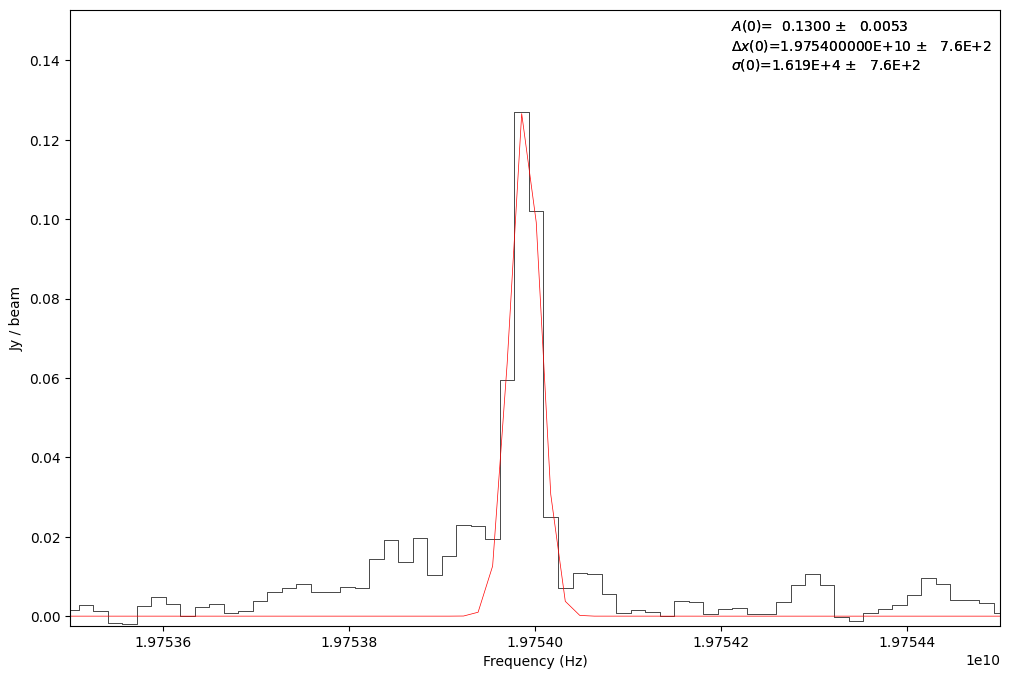 A(0)=  0.1300 ±   0.0053
Δx(0)=1.975400000E+10 ±   7.6E+2
σ(0)=1.619E+4 ±   7.6E+2
0.14
0.12
0.10
0.08
0.06
0.04
0.02
0.00
Jy / beam
1.97536 1.97538 1.97540 1.97542 1.97544
Frequency (Hz)
1e10